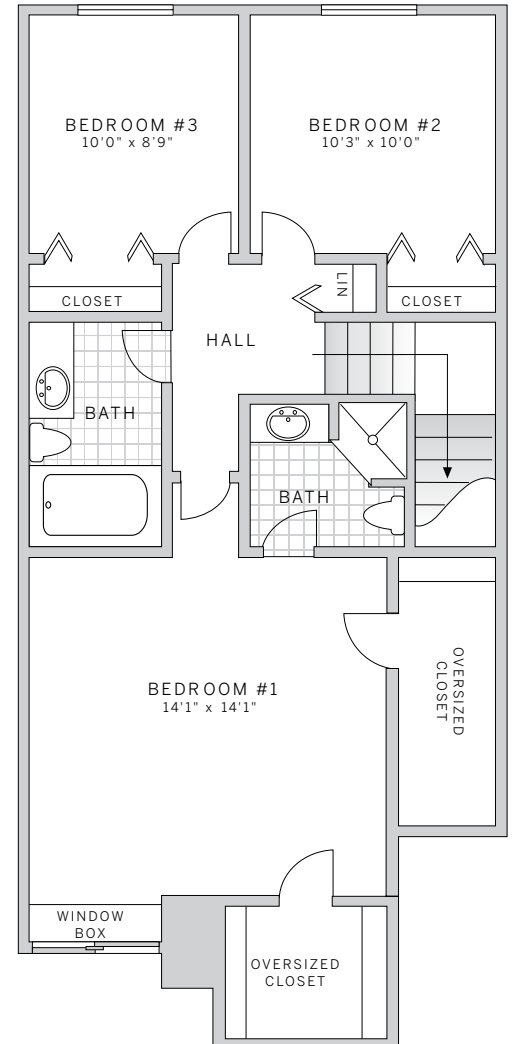 BEDROOM #3
10'0" x 8'9"
BEDROOM #2
10'3" x 10'0"
CLOSET
LIN
CLOSET
HALL
BATH
BATH
BEDROOM #1
14'1" x 14'1"
OVERSIZED
CLOSET
WINDOW
BOX
OVERSIZED
CLOSET